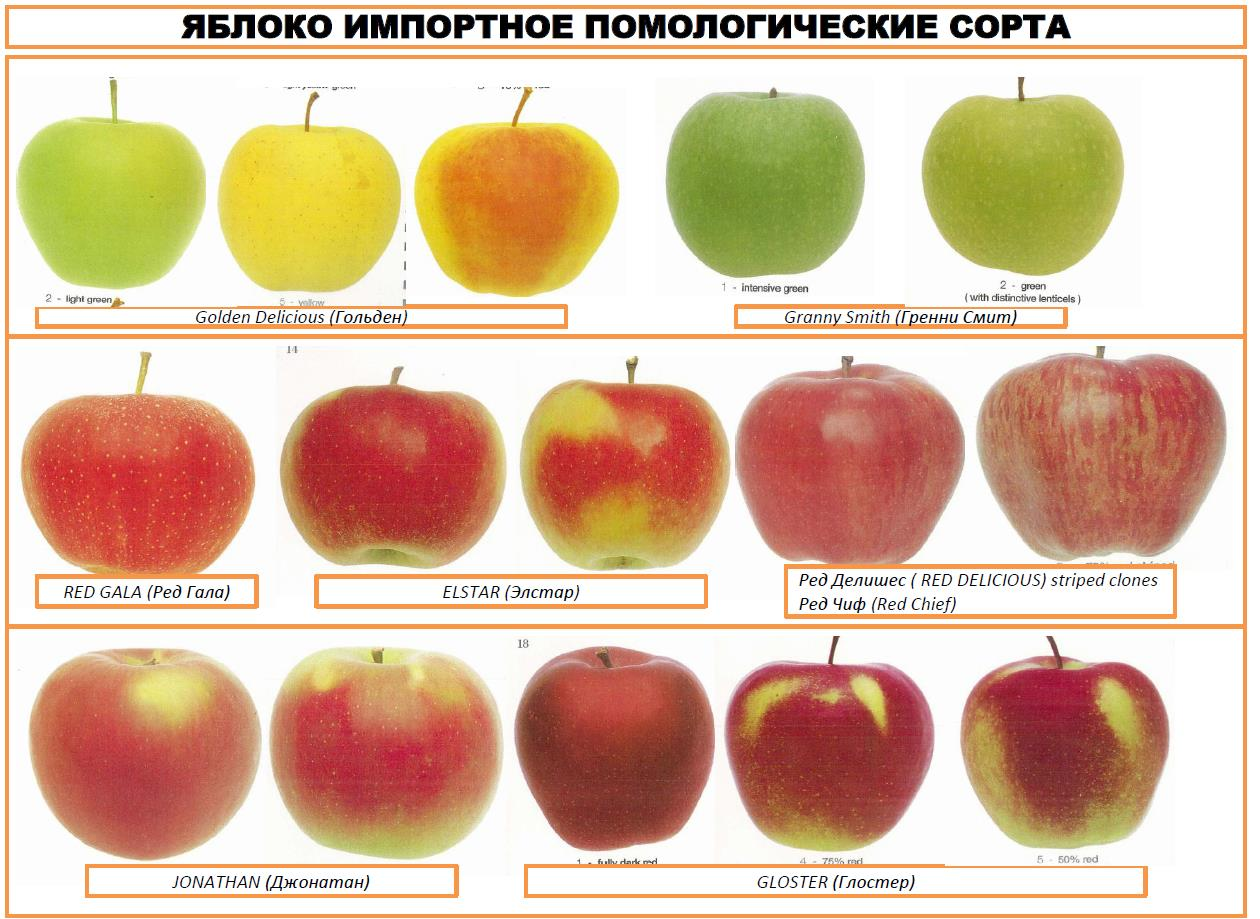 ЯБЛОКО ИМПОРТНОЕ ПОМОЛОГИЧЕСКИЕ СОРТА
2 - light green
5 - yellow
1 - intensive green
2 - green
( with distinctive lenticels )
Golden Delicious (Гольден)
Granny Smith (Гренни Смит)
14
RED GALA (Ред Гала)
ELSTAR (Элстар)
Ред Делишес ( RED DELICIOUS) striped clones
Ред Чиф (Red Chief)
18
1 - fully dark red
4 - 75% red
5 - 50% red
JONATHAN (Джонатан)
GLOSTER (Глостер)